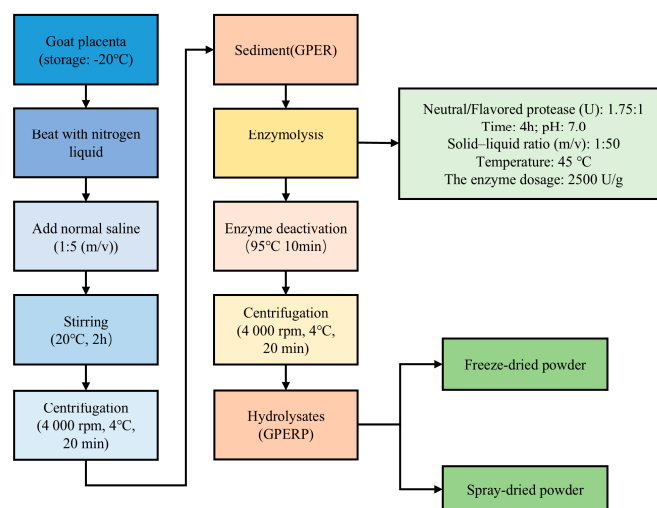 Goat placenta
(storage: -20℃)
Beat with nitrogen
liquid
Add normal saline
(1:5 (m/v))
Stirring
(20℃, 2h）
Centrifugation
(4 000 rpm, 4℃,
20 min)
Sediment(GPER)
Enzymolysis
Enzyme deactivation
（95℃ 10min）
Centrifugation
(4 000 rpm, 4℃,
20 min)
Hydrolysates
(GPERP)
Neutral/Flavored protease (U): 1.75:1
Time: 4h; pH: 7.0
Solid–liquid ratio (m/v): 1:50
Temperature: 45 ℃
The enzyme dosage: 2500 U/g
Freeze-dried powder
Spray-dried powder